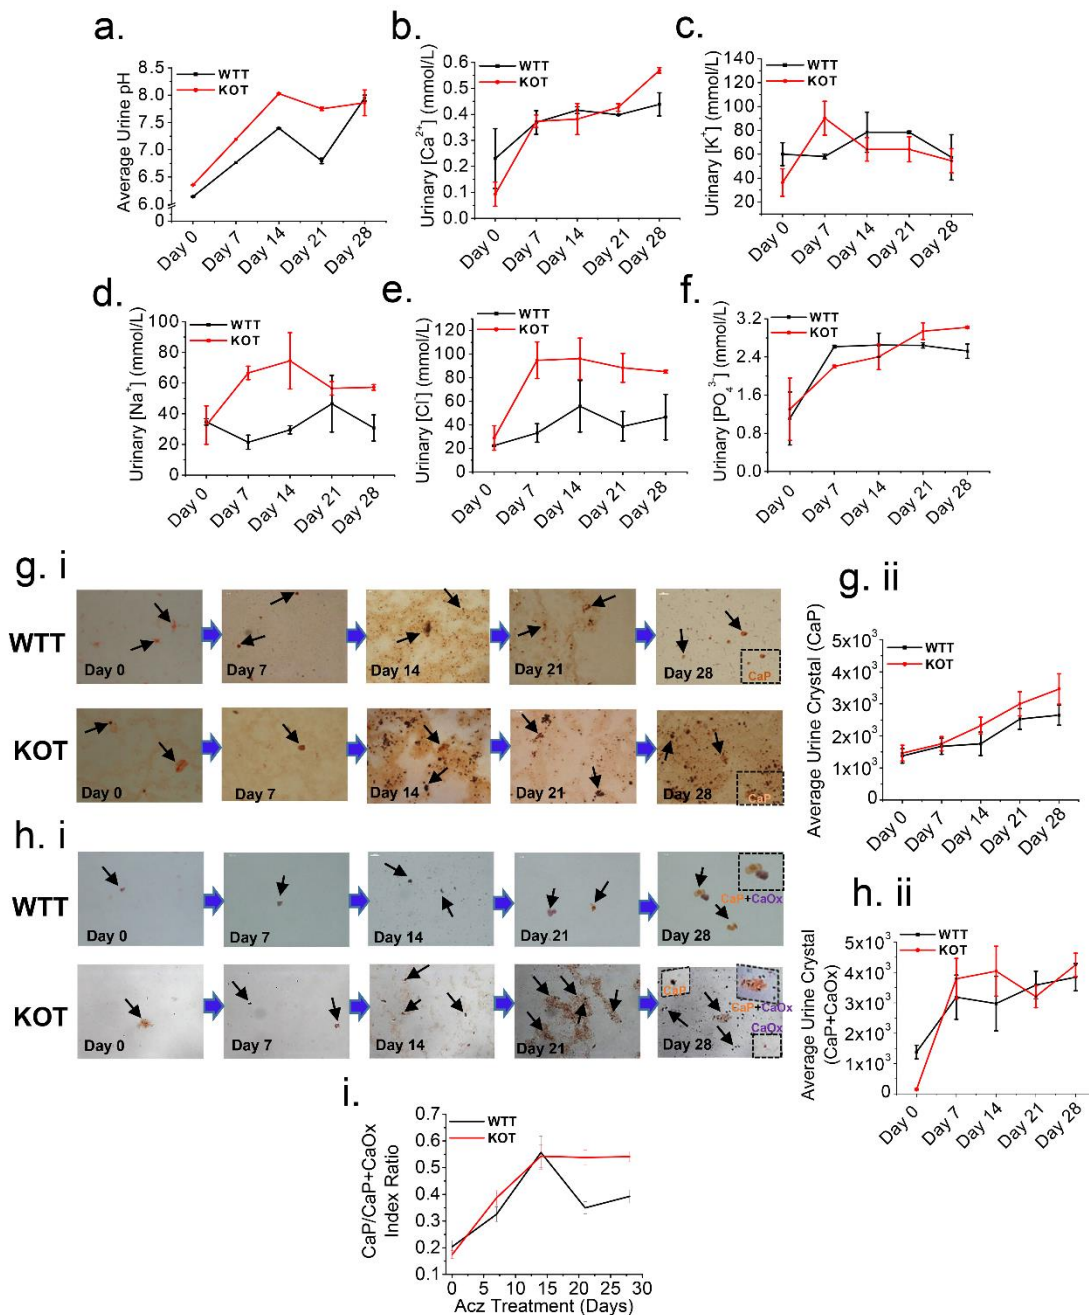 a.
Average Urine pH
8.5
8.0
7.5
7.0
6.5
6.0
0
WTT
KOT
Day 0
Day 7
Day 14
Day 21
Day 28
b.
Urinary [Ca²⁺] (mmol/L)
0.6
0.5
0.4
0.3
0.2
0.1
0.0
WTT
KOT
Day 0
Day 7
Day 14
Day 21
Day 28
c.
Urinary [K⁺] (mmol/L)
140
120
100
80
60
40
20
WTT
KOT
Day 0
Day 7
Day 14
Day 21
Day 28
d.
Urinary [Na⁺] (mmol/L)
100
80
60
40
20
0
WTT
KOT
Day 0
Day 7
Day 14
Day 21
Day 28
e.
Urinary [Cl⁻] (mmol/L)
120
100
80
60
40
20
0
WTT
KOT
Day 0
Day 7
Day 14
Day 21
Day 28
f.
Urinary [PO₄³⁻] (mmol/L)
3.2
2.4
1.6
0.8
0.0
WTT
KOT
Day 0
Day 7
Day 14
Day 21
Day 28
g. i
WTT
Day 0
Day 7
Day 14
Day 21
Day 28
CaP
KOT
Day 0
Day 7
Day 14
Day 21
Day 28
CaP
g. ii
Average Urine Crystal (CaP)
5x10³
4x10³
3x10³
2x10³
1x10³
0
WTT
KOT
Day 0
Day 7
Day 14
Day 21
Day 28
h. i
WTT
Day 0
Day 7
Day 14
Day 21
Day 28
CaP+CaOx
KOT
Day 0
Day 7
Day 14
Day 21
Day 28
CaP
CaP+CaOx
CaOx
h. ii
Average Urine Crystal
(CaP+CaOx)
5x10³
4x10³
3x10³
2x10³
1x10³
0
WTT
KOT
Day 0
Day 7
Day 14
Day 21
Day 28
i.
CaP/CaP+CaOx
Index Ratio
0.7
0.6
0.5
0.4
0.3
0.2
0.1
WTT
KOT
0 5 10 15 20 25 30
Acz Treatment (Days)